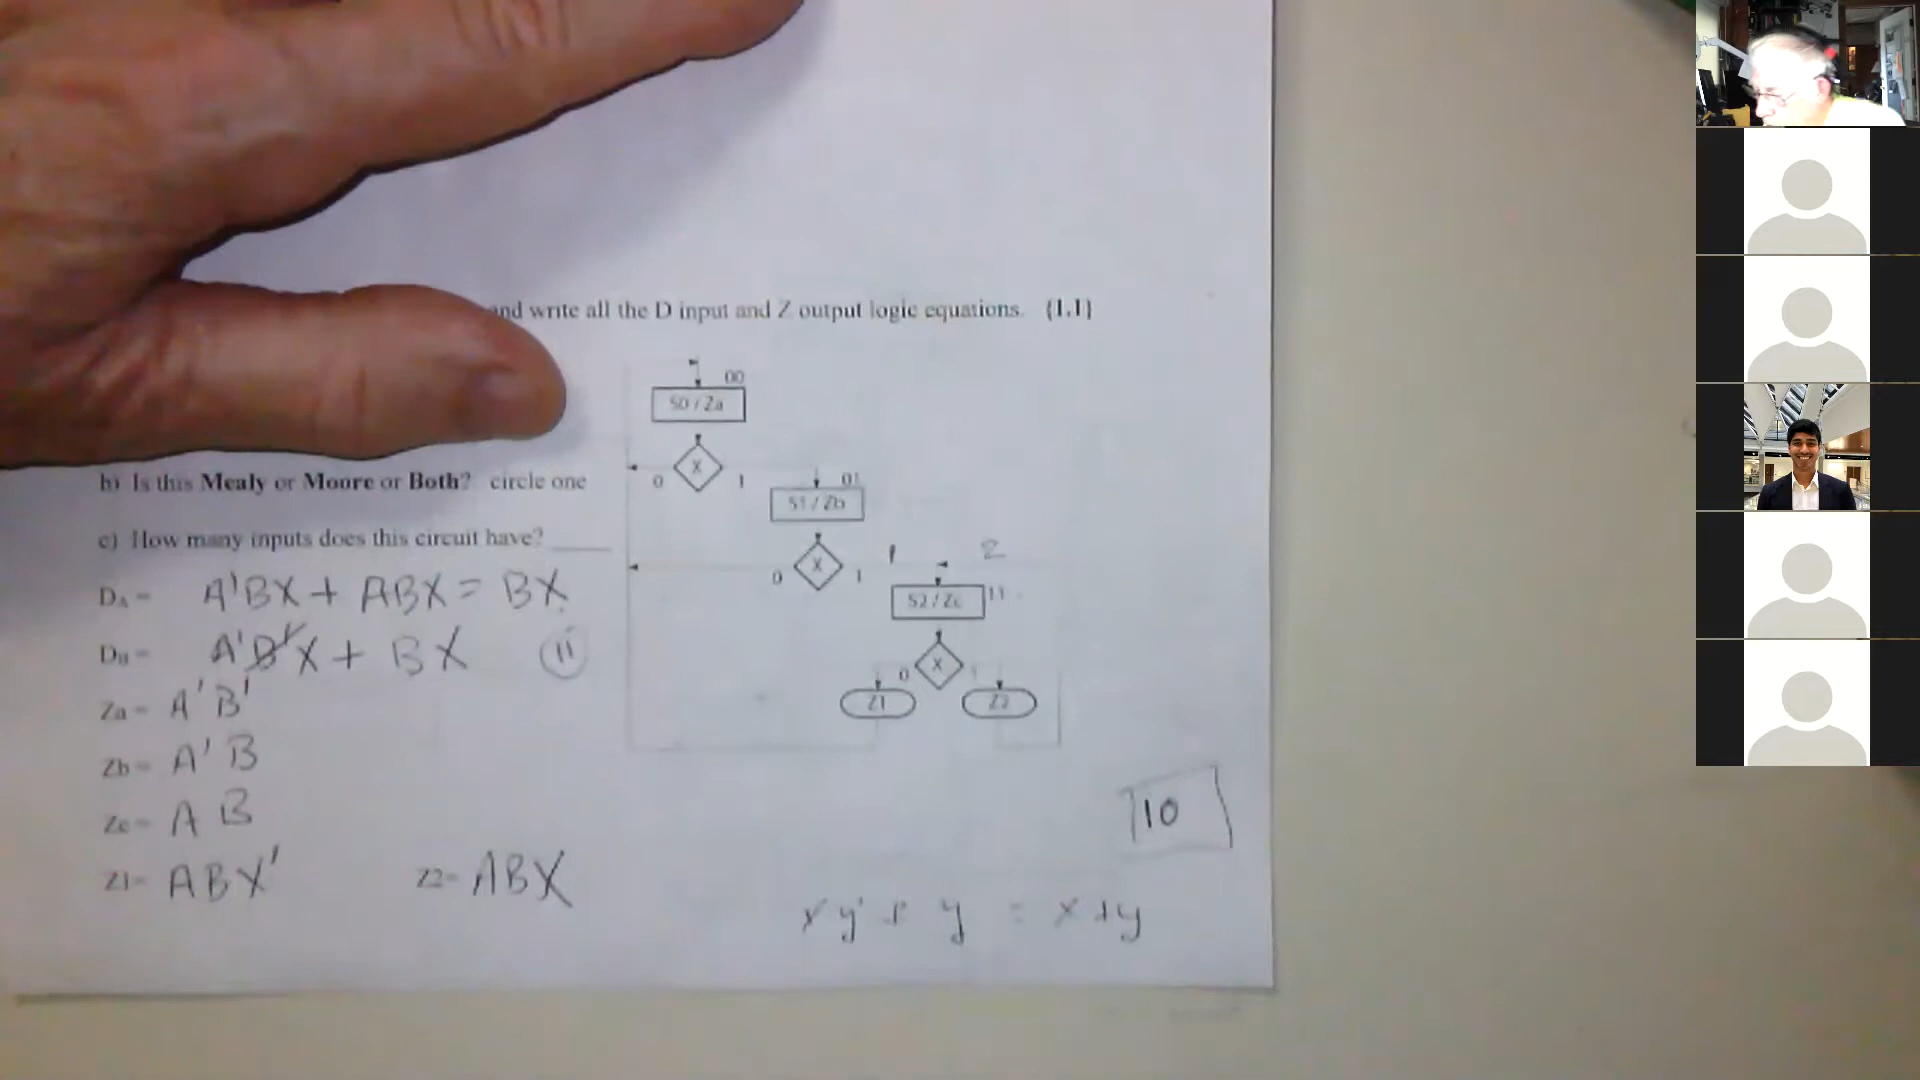 and write all the D input and Z output logic equations. (1.1)
00
S0 / Za
X
0 1
01
S1 / Zb
X
0 1
1 2
S2 / Zc 11
X
0 1
Z1 Z2
b) Is this Mealy or Moore or Both? circle one
c) How many inputs does this circuit have? _____
DA = A'BX + ABX = BX
DB = A'B'X + BX 11
Za = A'B'
Zb = A'B
Zc = AB
Z1 = ABX' Z2 = ABX
10
xy' + y = x+y